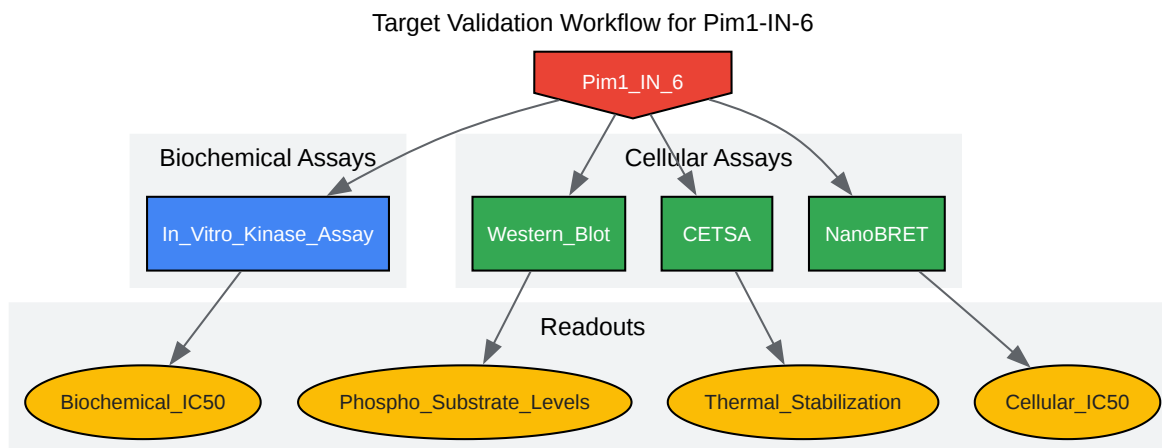 Target Validation Workflow for Pim1-IN-6
Pim1_IN_6
Biochemical Assays
Cellular Assays
In_Vitro_Kinase_Assay
Western_Blot
CETSA
NanoBRET
Readouts
Biochemical_IC50
Phospho_Substrate_Levels
Thermal_Stabilization
Cellular_IC50